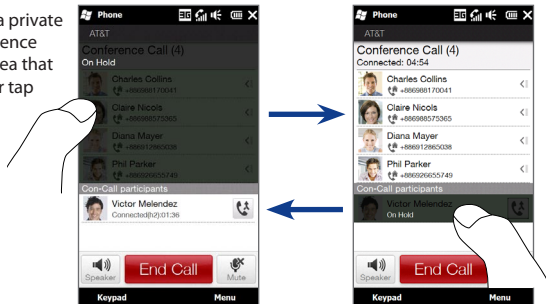 a private
ence
ea that
r tap
Phone
AT&T
Conference Call (4)
On Hold
Charles Collins
+886988170041
Claire Nicols
+886988575365
Diana Mayer
+886912865038
Phil Parker
+886926655749
Con-Call participants
Victor Melendez
Connected(h2):01:36
Speaker
End Call
Mute
Keypad Menu
Phone
AT&T
Conference Call (4)
Connected: 04:54
Charles Collins
+886988170041
Claire Nicols
+886988575365
Diana Mayer
+886912865038
Phil Parker
+886926655749
Con-Call participants
Victor Melendez
On Hold
Speaker
End Call
Keypad Menu